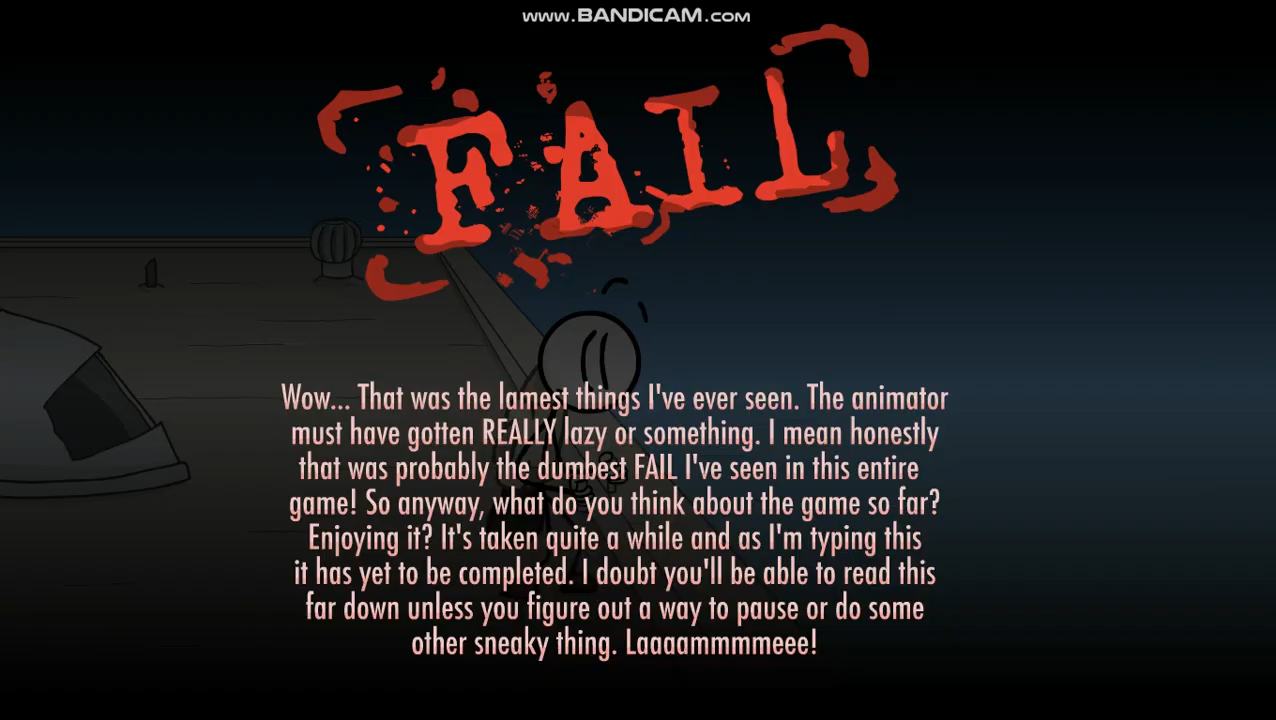 www.BANDICAM.com
FAIL
Wow... That was the lamest things I've ever seen. The animator
must have gotten REALLY lazy or something. I mean honestly
that was probably the dumbest FAIL I've seen in this entire
game! So anyway, what do you think about the game so far?
Enjoying it? It's taken quite a while and as I'm typing this
it has yet to be completed. I doubt you'll be able to read this
far down unless you figure out a way to pause or do some
other sneaky thing. Laaaammmmeee!